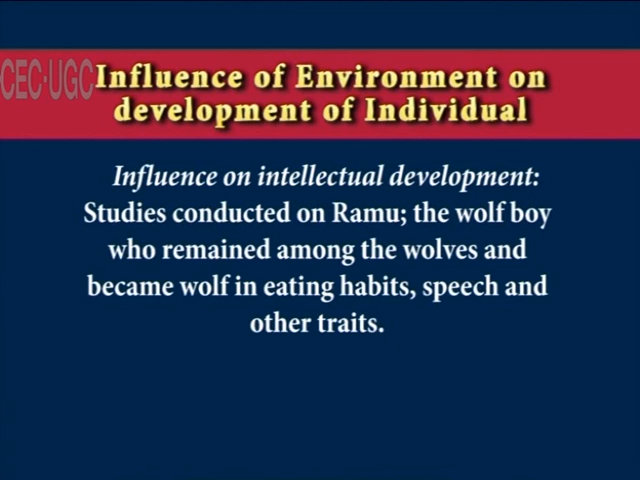 CEC-UGC
Influence of Environment on
development of Individual
Influence on intellectual development:
Studies conducted on Ramu; the wolf boy
who remained among the wolves and
became wolf in eating habits, speech and
other traits.